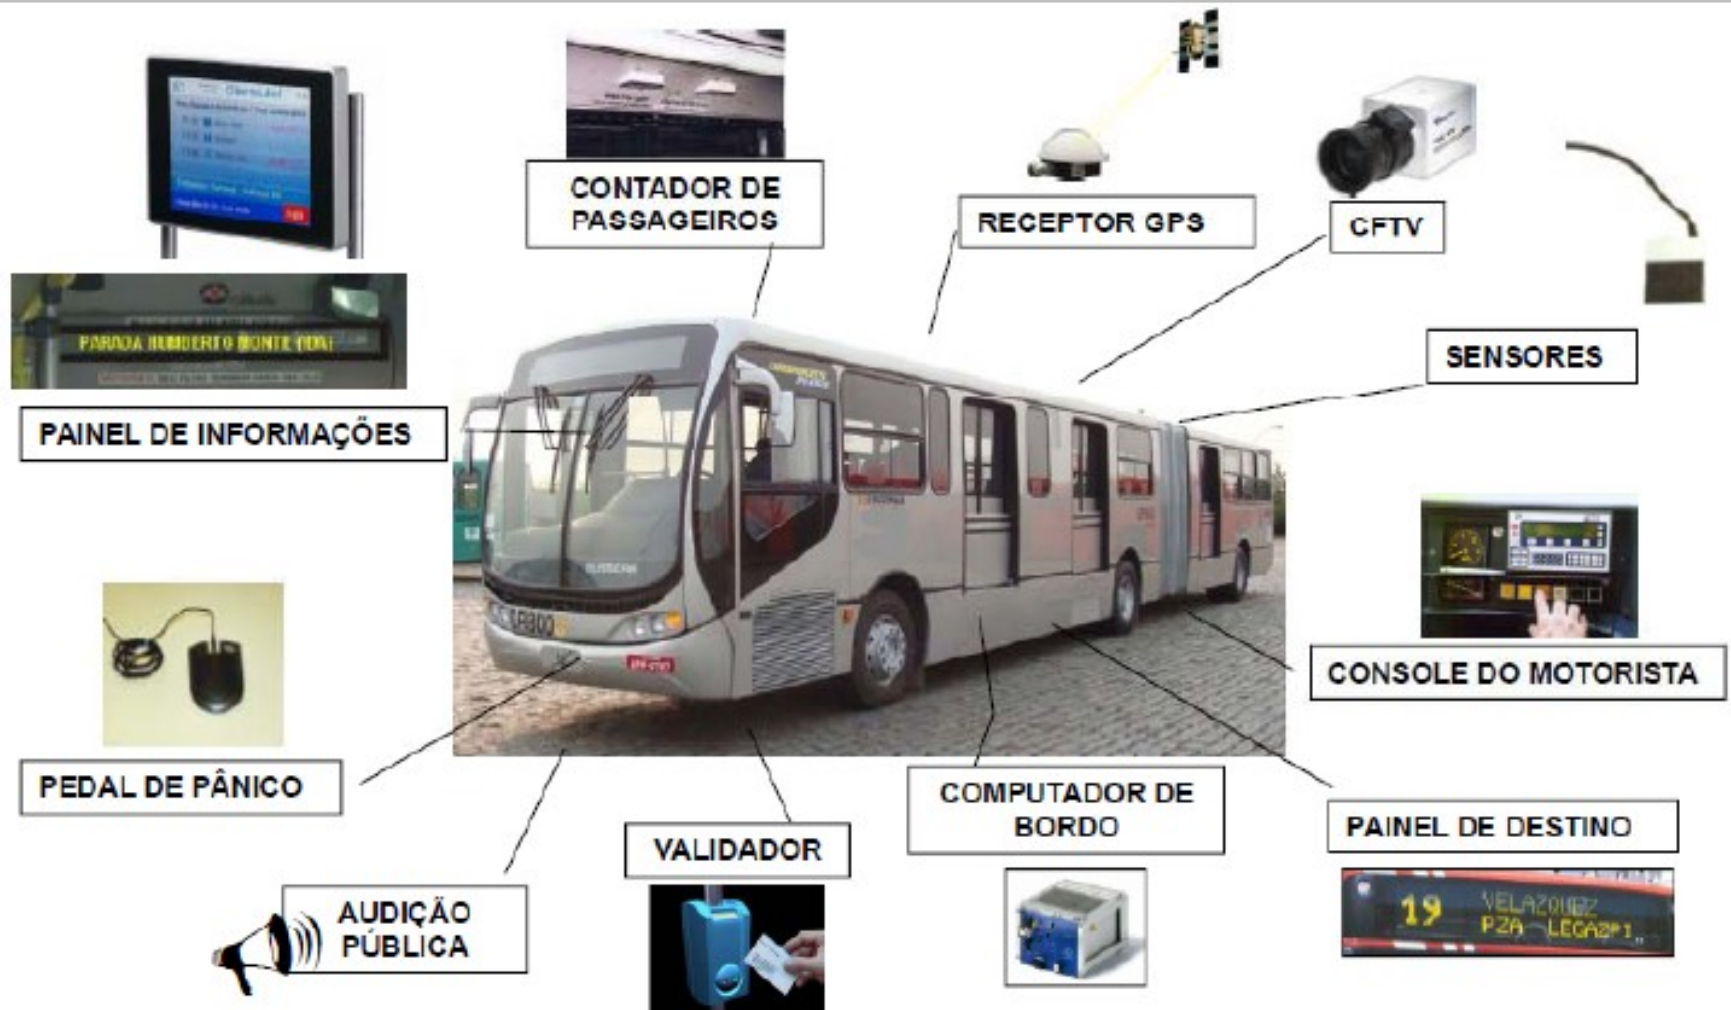 CONTADOR DE
PASSAGEIROS
RECEPTOR GPS
CFTV
PARADA HUMBERTO MONTE (IDA)
SENSORES
PAINEL DE INFORMAÇÕES
CONSOLE DO MOTORISTA
PEDAL DE PÂNICO
COMPUTADOR DE
BORDO
PAINEL DE DESTINO
VALIDADOR
19 VELAZQUEZ
PZA LEGAZPI
AUDIÇÃO
PÚBLICA